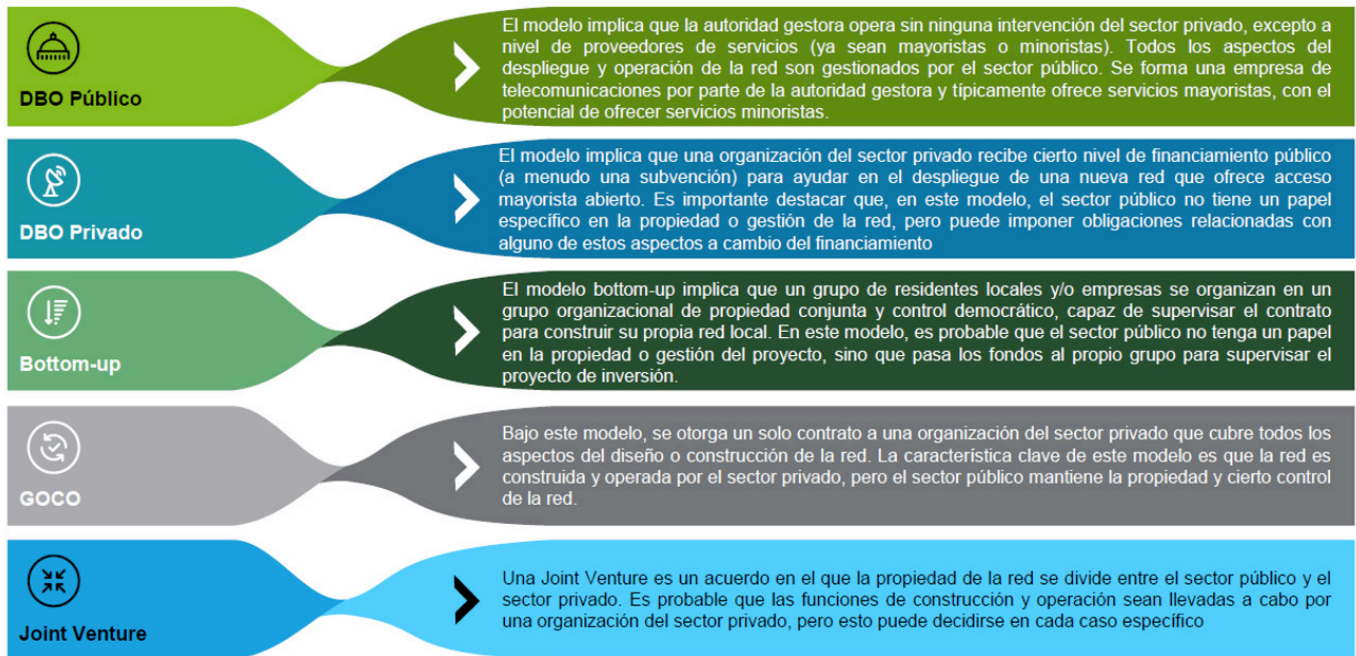 DBO Público
El modelo implica que la autoridad gestora opera sin ninguna intervención del sector privado, excepto a
nivel de proveedores de servicios (ya sean mayoristas o minoristas). Todos los aspectos del
despliegue y operación de la red son gestionados por el sector público. Se forma una empresa de
telecomunicaciones por parte de la autoridad gestora y típicamente ofrece servicios mayoristas, con el
potencial de ofrecer servicios minoristas.
DBO Privado
El modelo implica que una organización del sector privado recibe cierto nivel de financiamiento público
(a menudo una subvención) para ayudar en el despliegue de una nueva red que ofrece acceso
mayorista abierto. Es importante destacar que, en este modelo, el sector público no tiene un papel
específico en la propiedad o gestión de la red, pero puede imponer obligaciones relacionadas con
alguno de estos aspectos a cambio del financiamiento
Bottom-up
El modelo bottom-up implica que un grupo de residentes locales y/o empresas se organizan en un
grupo organizacional de propiedad conjunta y control democrático, capaz de supervisar el contrato
para construir su propia red local. En este modelo, es probable que el sector público no tenga un papel
en la propiedad o gestión del proyecto, sino que pasa los fondos al propio grupo para supervisar el
proyecto de inversión.
GOCO
Bajo este modelo, se otorga un solo contrato a una organización del sector privado que cubre todos los
aspectos del diseño o construcción de la red. La característica clave de este modelo es que la red es
construida y operada por el sector privado, pero el sector público mantiene la propiedad y cierto control
de la red.
Joint Venture
Una Joint Venture es un acuerdo en el que la propiedad de la red se divide entre el sector público y el
sector privado. Es probable que las funciones de construcción y operación sean llevadas a cabo por
una organización del sector privado, pero esto puede decidirse en cada caso específico